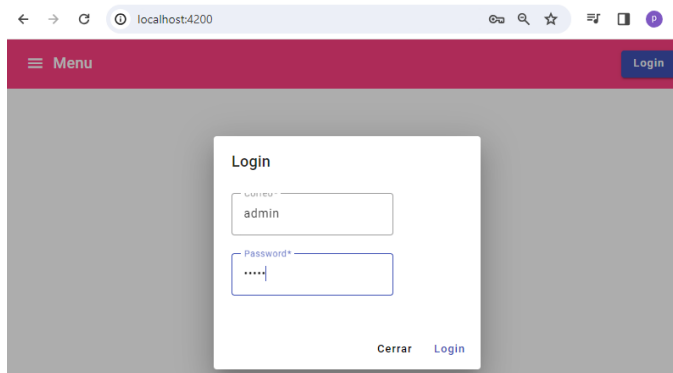 localhost:4200
P
Menu
Login
Login
Correo*
admin
Password*
•••••
Cerrar
Login